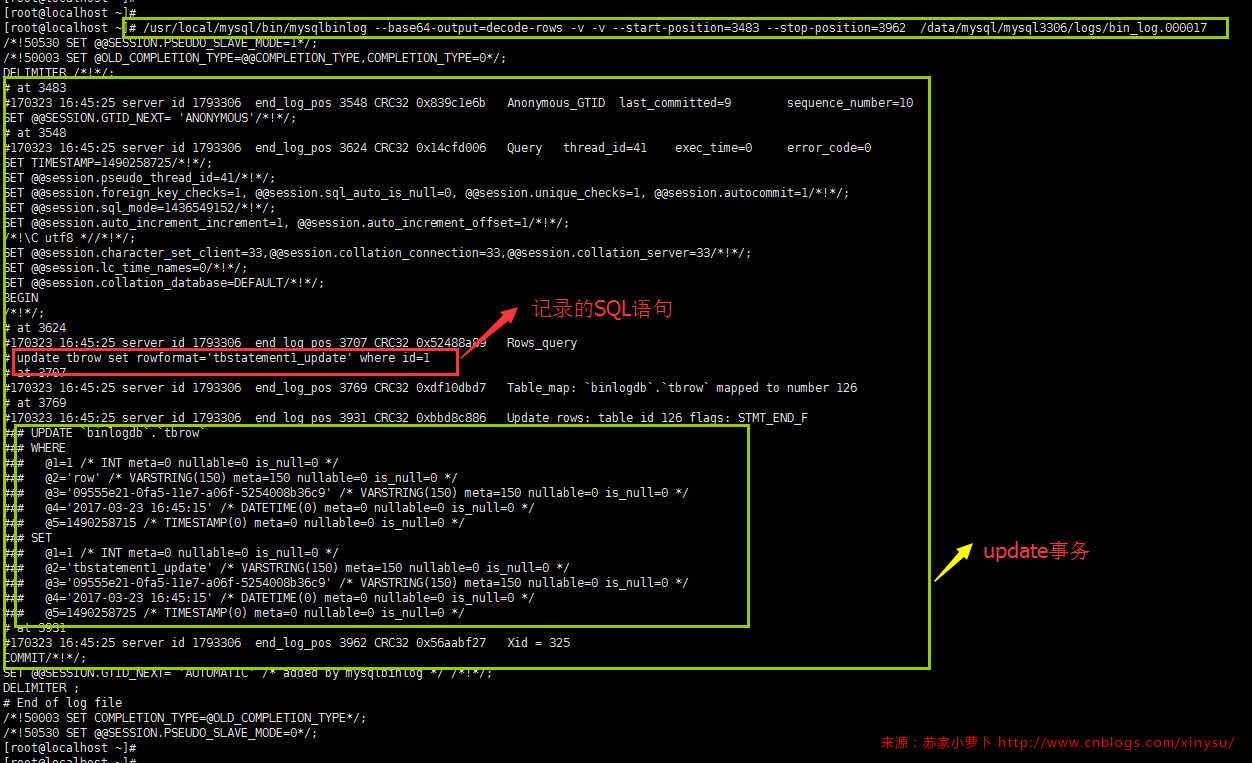 [root@localhost ~]#
[root@localhost ~]#
[root@localhost ~]# /usr/local/mysql/bin/mysqlbinlog --base64-output=decode-rows -v -v --start-position=3483 --stop-position=3962  /data/mysql/mysql3306/logs/bin_log.000017
/*!50530 SET @@SESSION.PSEUDO_SLAVE_MODE=1*/;
/*!50003 SET @OLD_COMPLETION_TYPE=@@COMPLETION_TYPE,COMPLETION_TYPE=0*/;
DELIMITER /*!*/;
# at 3483
#170323 16:45:25 server id 1793306  end_log_pos 3548 CRC32 0x839c1e6b   Anonymous_GTID  last_committed=9        sequence_number=10
SET @@SESSION.GTID_NEXT= 'ANONYMOUS'/*!*/;
# at 3548
#170323 16:45:25 server id 1793306  end_log_pos 3624 CRC32 0x14cfd006   Query   thread_id=41    exec_time=0     error_code=0
SET TIMESTAMP=1490258725/*!*/;
SET @@session.pseudo_thread_id=41/*!*/;
SET @@session.foreign_key_checks=1, @@session.sql_auto_is_null=0, @@session.unique_checks=1, @@session.autocommit=1/*!*/;
SET @@session.sql_mode=1436549152/*!*/;
SET @@session.auto_increment_increment=1, @@session.auto_increment_offset=1/*!*/;
/*!\C utf8 *//*!*/;
SET @@session.character_set_client=33,@@session.collation_connection=33,@@session.collation_server=33/*!*/;
SET @@session.lc_time_names=0/*!*/;
SET @@session.collation_database=DEFAULT/*!*/;
BEGIN
/*!*/;
记录的SQL语句
# at 3624
#170323 16:45:25 server id 1793306  end_log_pos 3707 CRC32 0x52488a89   Rows_query
# update tbrow set rowformat='tbstatement1_update' where id=1
# at 3707
#170323 16:45:25 server id 1793306  end_log_pos 3769 CRC32 0xdf10dbd7   Table_map: `binlogdb`.`tbrow` mapped to number 126
# at 3769
#170323 16:45:25 server id 1793306  end_log_pos 3931 CRC32 0xbbd8c886   Update_rows: table id 126 flags: STMT_END_F
### UPDATE `binlogdb`.`tbrow`
### WHERE
###   @1=1 /* INT meta=0 nullable=0 is_null=0 */
###   @2='row' /* VARSTRING(150) meta=150 nullable=0 is_null=0 */
###   @3='09555e21-0fa5-11e7-a06f-5254008b36c9' /* VARSTRING(150) meta=150 nullable=0 is_null=0 */
###   @4='2017-03-23 16:45:15' /* DATETIME(0) meta=0 nullable=0 is_null=0 */
###   @5=1490258715 /* TIMESTAMP(0) meta=0 nullable=0 is_null=0 */
### SET
###   @1=1 /* INT meta=0 nullable=0 is_null=0 */
update事务
###   @2='tbstatement1_update' /* VARSTRING(150) meta=150 nullable=0 is_null=0 */
###   @3='09555e21-0fa5-11e7-a06f-5254008b36c9' /* VARSTRING(150) meta=150 nullable=0 is_null=0 */
###   @4='2017-03-23 16:45:15' /* DATETIME(0) meta=0 nullable=0 is_null=0 */
###   @5=1490258725 /* TIMESTAMP(0) meta=0 nullable=0 is_null=0 */
# at 3931
#170323 16:45:25 server id 1793306  end_log_pos 3962 CRC32 0x56aabf27   Xid = 325
COMMIT/*!*/;
SET @@SESSION.GTID_NEXT= 'AUTOMATIC' /* added by mysqlbinlog */ /*!*/;
DELIMITER ;
# End of log file
/*!50003 SET COMPLETION_TYPE=@OLD_COMPLETION_TYPE*/;
/*!50530 SET @@SESSION.PSEUDO_SLAVE_MODE=0*/;
来源：苏家小萝卜 http://www.cnblogs.com/xinysu/
[root@localhost ~]#
[root@localhost ~]#